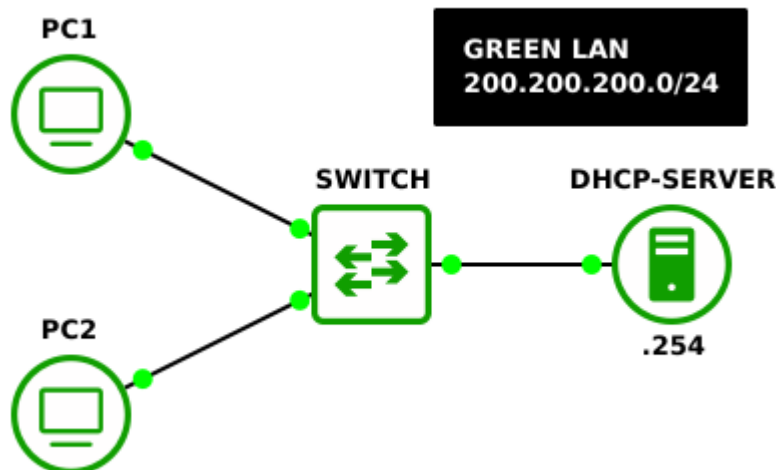 PC1
GREEN LAN
200.200.200.0/24
SWITCH
DHCP-SERVER
PC2
.254